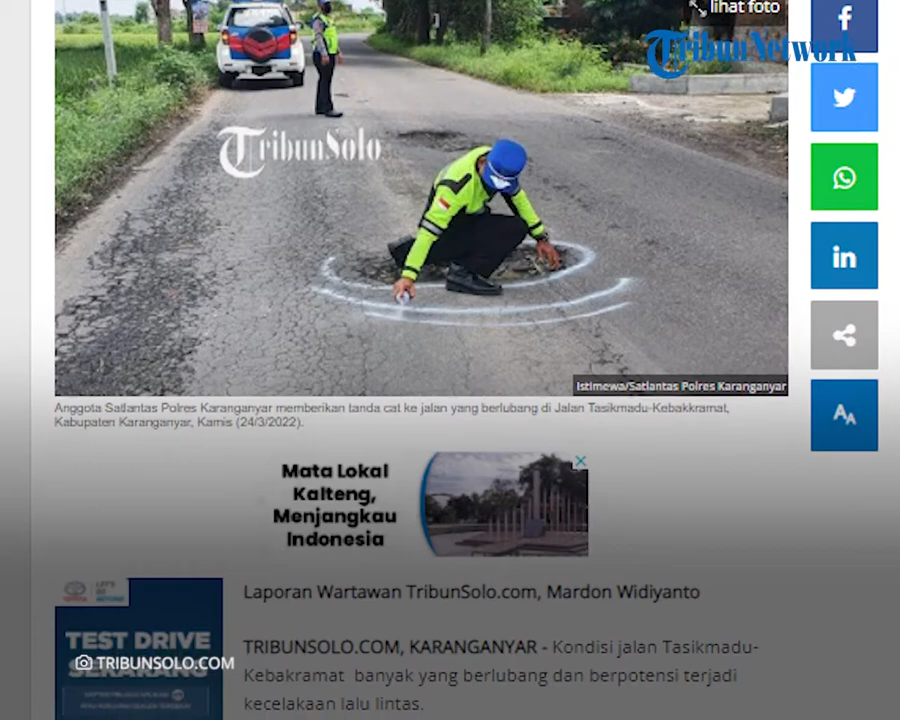 lihat foto
TribunNetwork
TribunSolo
Istimewa/Satlantas Polres Karanganyar
Anggota Satlantas Polres Karanganyar memberikan tanda cat ke jalan yang berlubang di Jalan Tasikmadu-Kebakkramat,
Kabupaten Karanganyar, Kamis (24/3/2022).
Mata Lokal
Kalteng,
Menjangkau
Indonesia
Laporan Wartawan TribunSolo.com, Mardon Widiyanto
TEST DRIVE
SEKARANG
TRIBUNSOLO.COM
TRIBUNSOLO.COM, KARANGANYAR - Kondisi jalan Tasikmadu-
Kebakramat banyak yang berlubang dan berpotensi terjadi
kecelakaan lalu lintas.